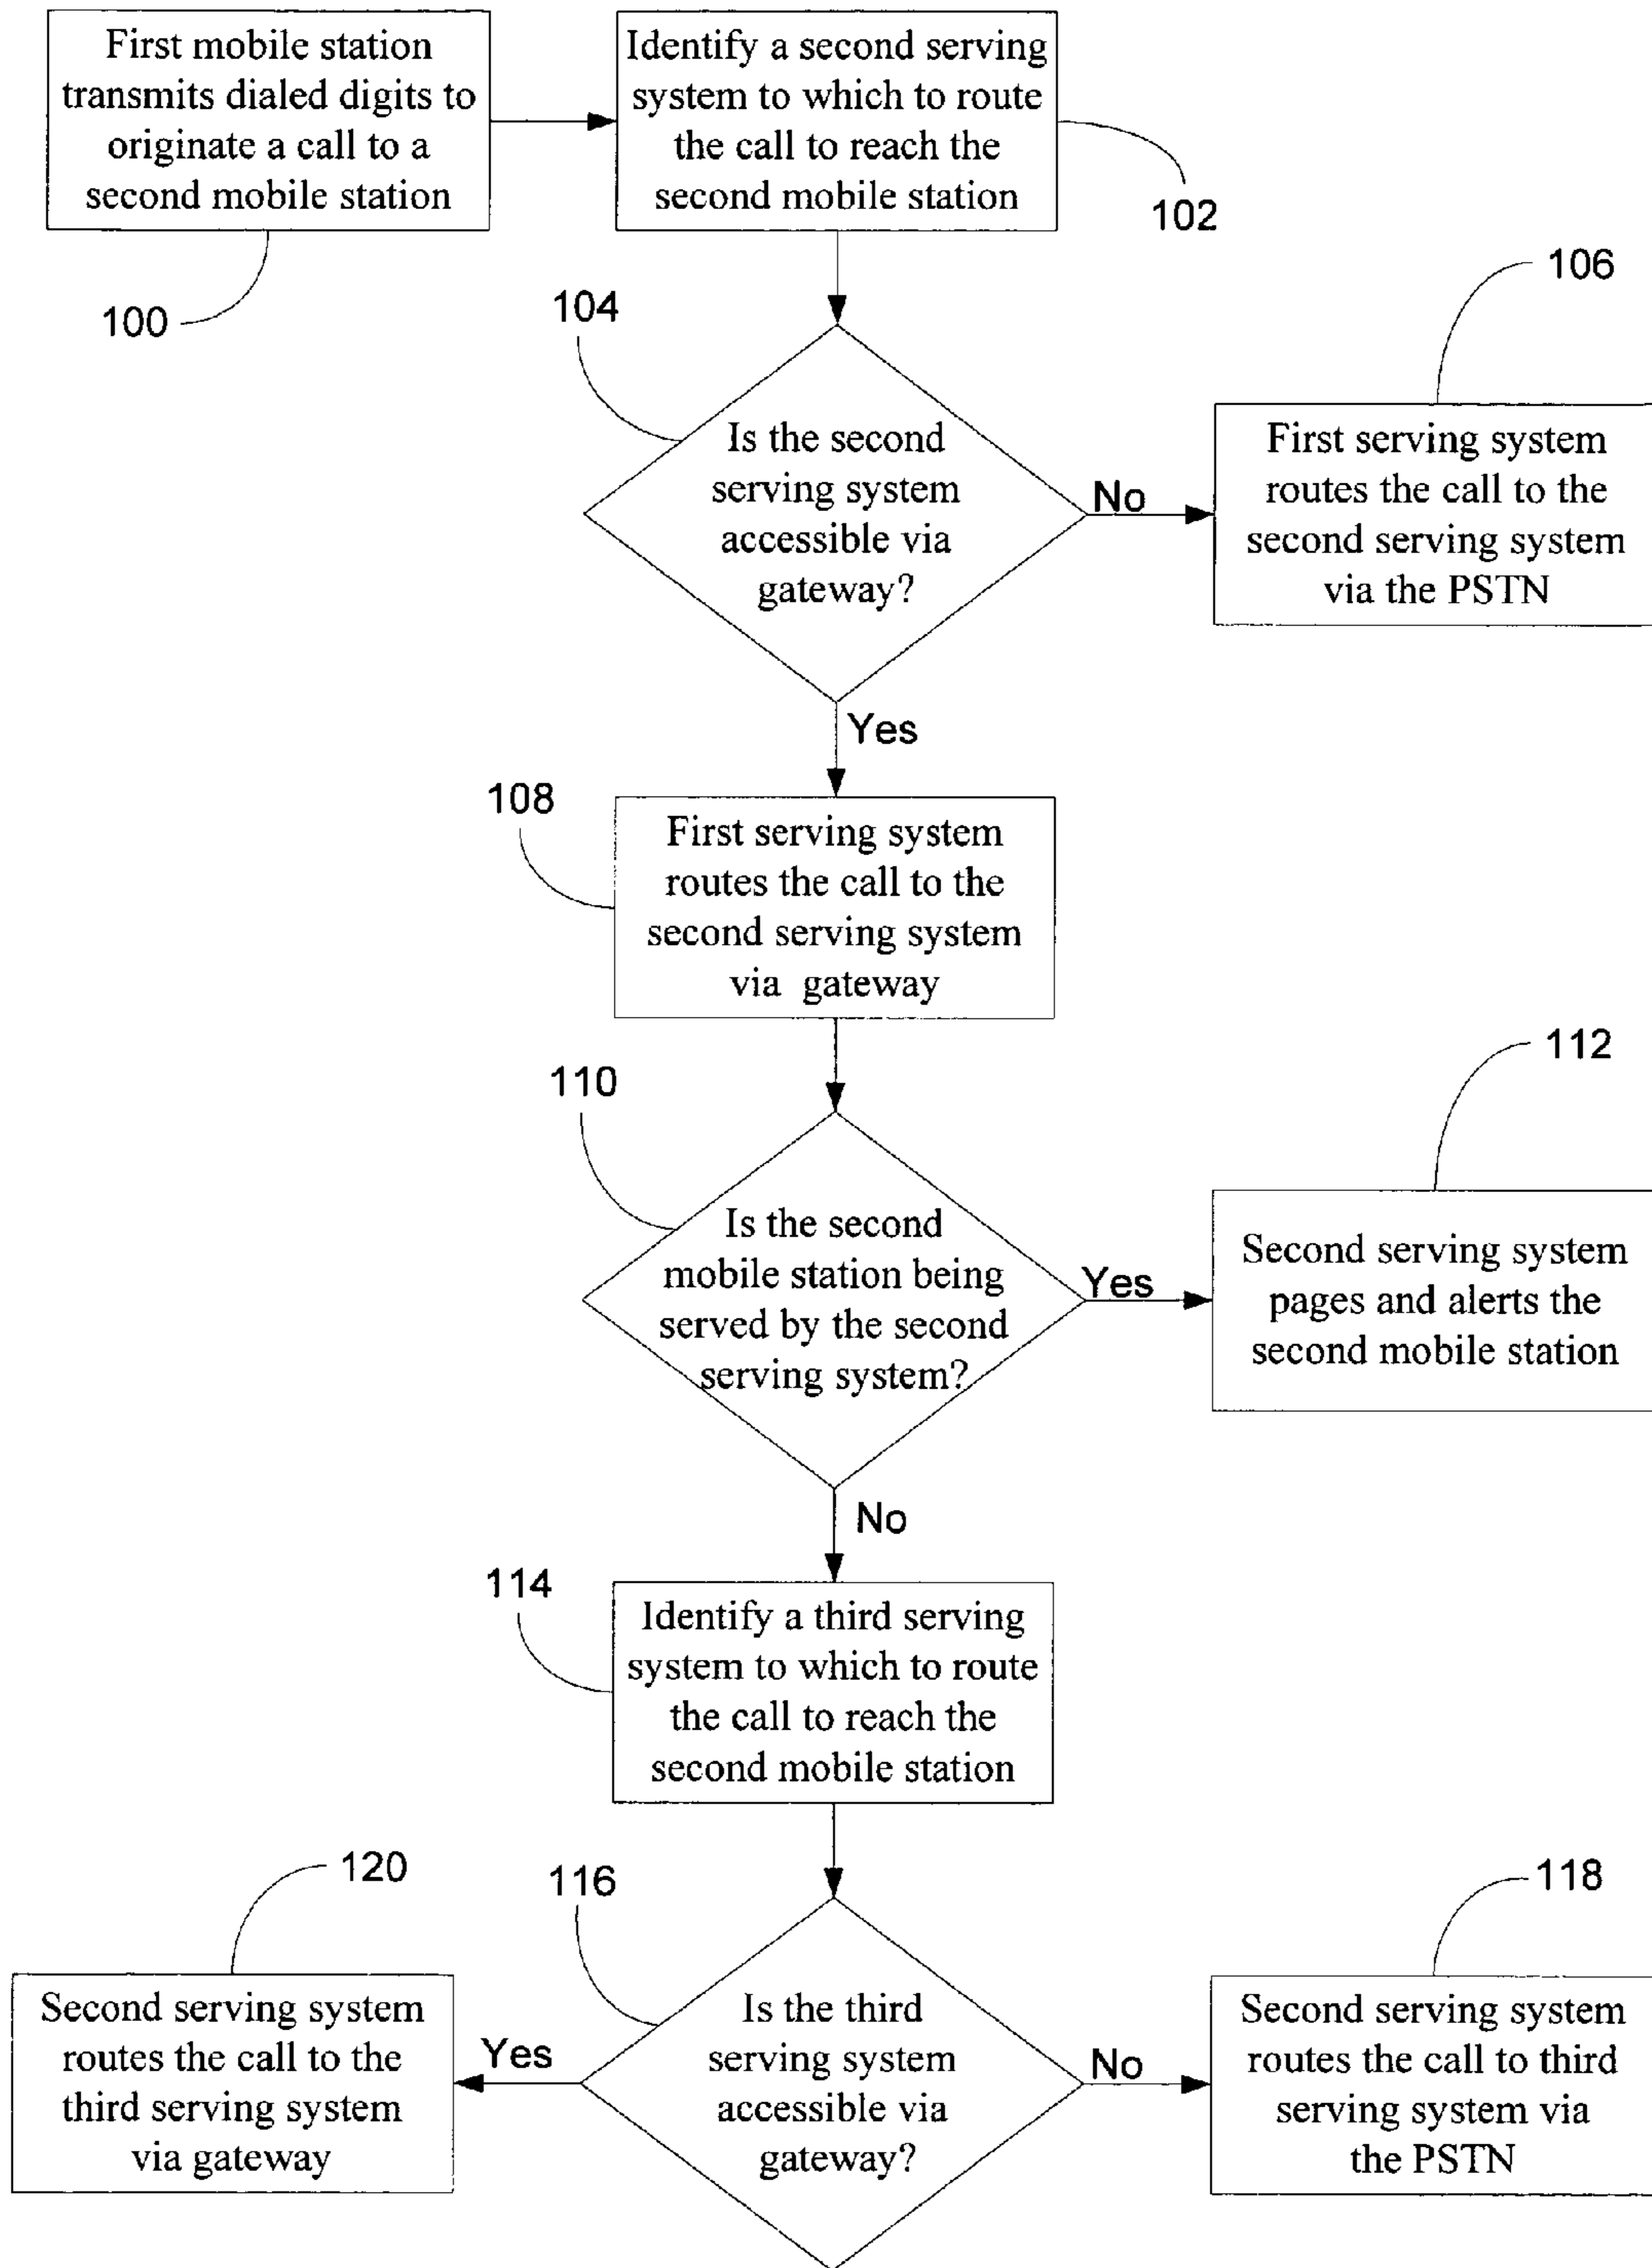 First mobile station
transmits dialed digits to
originate a call to a
second mobile station
100
Identify a second serving
system to which to route
the call to reach the
second mobile station
102
104
Is the second
serving system
accessible via
gateway?
No
106
First serving system
routes the call to the
second serving system
via the PSTN
Yes
108
First serving system
routes the call to the
second serving system
via gateway
110
Is the second
mobile station being
served by the second
serving system?
Yes
112
Second serving system
pages and alerts the
second mobile station
No
114
Identify a third serving
system to which to route
the call to reach the
second mobile station
116
Is the third
serving system
accessible via
gateway?
Yes
120
Second serving system
routes the call to the
third serving system
via gateway
No
118
Second serving system
routes the call to third
serving system via
the PSTN